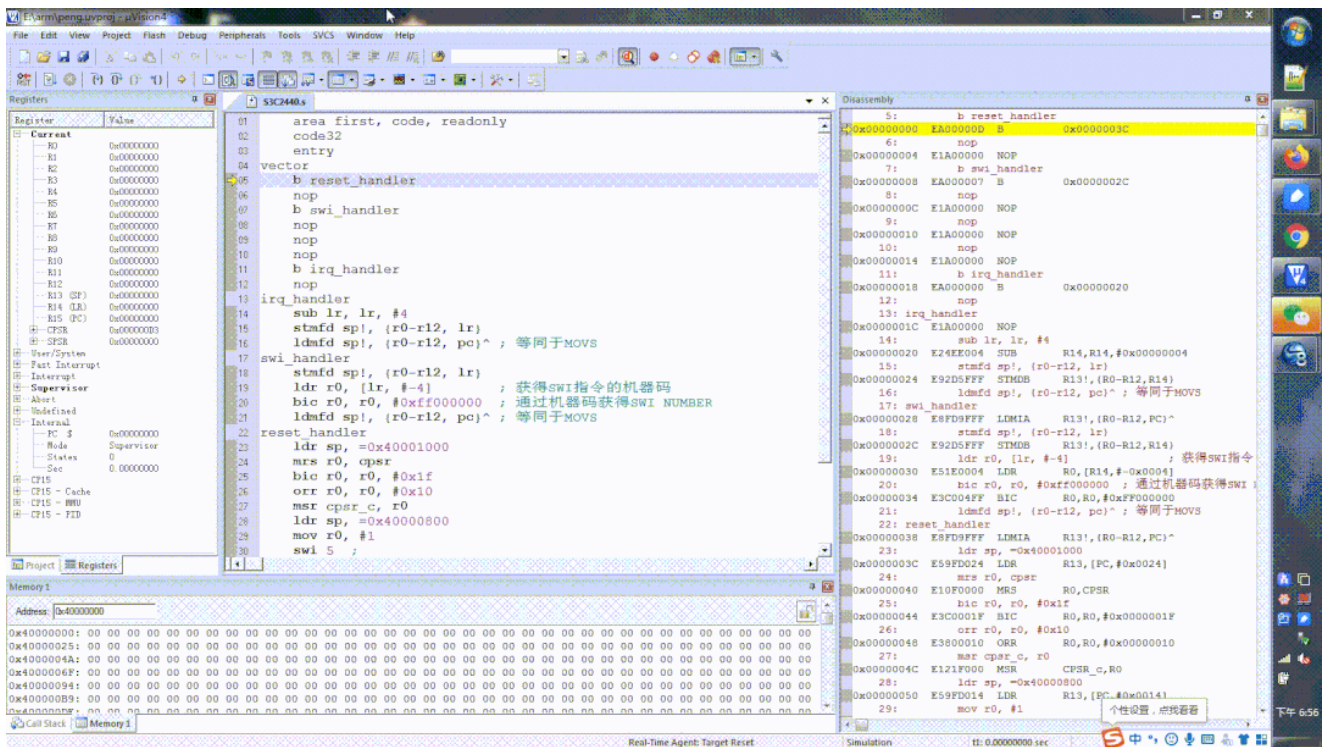 E:\arm\peng.uvproj - µVision4
File Edit View Project Flash Debug Peripherals Tools SVCS Window Help
Registers
Register Value
Current
R0 0x00000000
R1 0x00000000
R2 0x00000000
R3 0x00000000
R4 0x00000000
R5 0x00000000
R6 0x00000000
R7 0x00000000
R8 0x00000000
R9 0x00000000
R10 0x00000000
R11 0x00000000
R12 0x00000000
R13 (SP) 0x00000000
R14 (LR) 0x00000000
R15 (PC) 0x00000000
CPSR 0x000000D3
SPSR 0x00000000
User/System
Fast Interrupt
Interrupt
Supervisor
Abort
Undefined
Internal
PC $ 0x00000000
Mode Supervisor
States 0
Sec 0.00000000
CP15
CP15 - Cache
CP15 - MMU
CP15 - PID
Project Registers
S3C2440.s
01 area first, code, readonly
02 code32
03 entry
04 vector
05 b reset_handler
06 nop
07 b swi_handler
08 nop
09 nop
10 nop
11 b irq_handler
12 nop
13 irq_handler
14 sub lr, lr, #4
15 stmfd sp!, {r0-r12, lr}
16 ldmfd sp!, {r0-r12, pc}^ ; 等同于MOVS
17 swi_handler
18 stmfd sp!, {r0-r12, lr}
19 ldr r0, [lr, #-4] ; 获得SWI指令的机器码
20 bic r0, r0, #0xff000000 ; 通过机器码获得SWI NUMBER
21 ldmfd sp!, {r0-r12, pc}^ ; 等同于MOVS
22 reset_handler
23 ldr sp, =0x40001000
24 mrs r0, cpsr
25 bic r0, r0, #0x1f
26 orr r0, r0, #0x10
27 msr cpsr_c, r0
28 ldr sp, =0x40000800
29 mov r0, #1
30 swi 5 ;
Disassembly
5: b reset_handler
0x00000000 EA00000D B 0x0000003C
6: nop
0x00000004 E1A00000 NOP
7: b swi_handler
0x00000008 EA000007 B 0x0000002C
8: nop
0x0000000C E1A00000 NOP
9: nop
0x00000010 E1A00000 NOP
10: nop
0x00000014 E1A00000 NOP
11: b irq_handler
0x00000018 EA000000 B 0x00000020
12: nop
13: irq_handler
0x0000001C E1A00000 NOP
14: sub lr, lr, #4
0x00000020 E24EE004 SUB R14,R14,#0x00000004
15: stmfd sp!, {r0-r12, lr}
0x00000024 E92D5FFF STMDB R13!,{R0-R12,R14}
16: ldmfd sp!, {r0-r12, pc}^ ; 等同于MOVS
17: swi_handler
0x00000028 E8FD9FFF LDMIA R13!,{R0-R12,PC}^
18: stmfd sp!, {r0-r12, lr}
0x0000002C E92D5FFF STMDB R13!,{R0-R12,R14}
19: ldr r0, [lr, #-4] ; 获得SWI指令
0x00000030 E51E0004 LDR R0,[R14,#-0x0004]
20: bic r0, r0, #0xff000000 ; 通过机器码获得SWI
0x00000034 E3C004FF BIC R0,R0,#0xFF000000
21: ldmfd sp!, {r0-r12, pc}^ ; 等同于MOVS
22: reset_handler
0x00000038 E8FD9FFF LDMIA R13!,{R0-R12,PC}^
23: ldr sp, =0x40001000
0x0000003C E59FD024 LDR R13,[PC,#0x0024]
24: mrs r0, cpsr
0x00000040 E10F0000 MRS R0,CPSR
25: bic r0, r0, #0x1f
0x00000044 E3C0001F BIC R0,R0,#0x0000001F
26: orr r0, r0, #0x10
0x00000048 E3800010 ORR R0,R0,#0x00000010
27: msr cpsr_c, r0
0x0000004C E121F000 MSR CPSR_c,R0
28: ldr sp, =0x40000800
0x00000050 E59FD014 LDR R13,[PC,#0x0014]
29: mov r0, #1
Memory 1
Address: 0x40000000
0x40000000: 00 00 00 00 00 00 00 00 00 00 00 00 00 00 00 00 00 00 00 00 00 00 00 00 00 00 00 00 00 00 00 00 00 00 00 00 00
0x40000025: 00 00 00 00 00 00 00 00 00 00 00 00 00 00 00 00 00 00 00 00 00 00 00 00 00 00 00 00 00 00 00 00 00 00 00 00 00
0x4000004A: 00 00 00 00 00 00 00 00 00 00 00 00 00 00 00 00 00 00 00 00 00 00 00 00 00 00 00 00 00 00 00 00 00 00 00 00 00
0x4000006F: 00 00 00 00 00 00 00 00 00 00 00 00 00 00 00 00 00 00 00 00 00 00 00 00 00 00 00 00 00 00 00 00 00 00 00 00 00
0x40000094: 00 00 00 00 00 00 00 00 00 00 00 00 00 00 00 00 00 00 00 00 00 00 00 00 00 00 00 00 00 00 00 00 00 00 00 00 00
0x400000B9: 00 00 00 00 00 00 00 00 00 00 00 00 00 00 00 00 00 00 00 00 00 00 00 00 00 00 00 00 00 00 00 00 00 00 00 00 00
Call Stack Memory 1
个性设置，点我看看
下午 6:56
Real-Time Agent: Target Reset Simulation t1: 0.00000000 sec
中